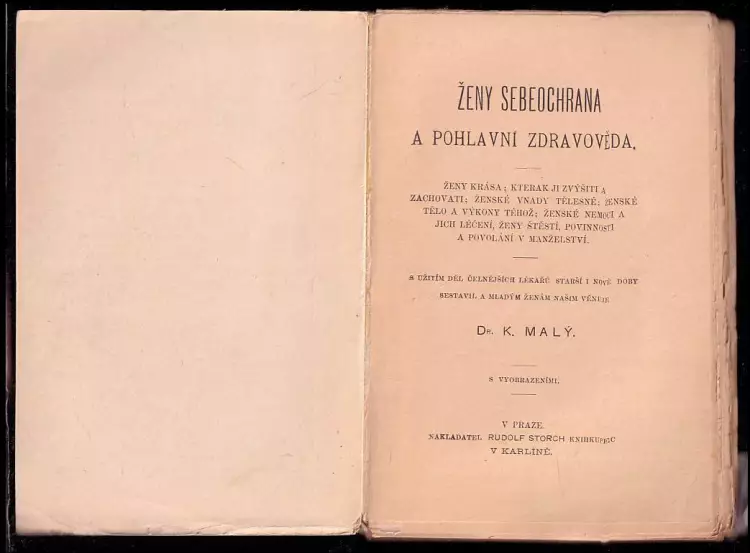 ŽENY SEBEOCHRANA
A POHLAVNÍ ZDRAVOVĚDA.
ŽENY KRÁSA; KTERAK JI ZVÝŠITI A
ZACHOVATI; ŽENSKÉ VNADY TĚLESNÉ; ŽENSKÉ
TĚLO A VÝKONY TÉHOŽ; ŽENSKÉ NEMOCI A
JICH LÉČENÍ, ŽENY ŠTĚSTÍ, POVINNOSTI
A POVOLÁNÍ V MANŽELSTVÍ.
S UŽITÍM DĚL ČELNĚJŠÍCH LÉKAŘŮ STARŠÍ I NOVÉ DOBY
SESTAVIL A MLADÝM ŽENÁM NAŠIM VĚNUJE
DR. K. MALÝ.
S VYOBRAZENÍMI.
V PRAZE.
NAKLADATEL RUDOLF STORCH KNIHKUPEC
V KARLÍNĚ.